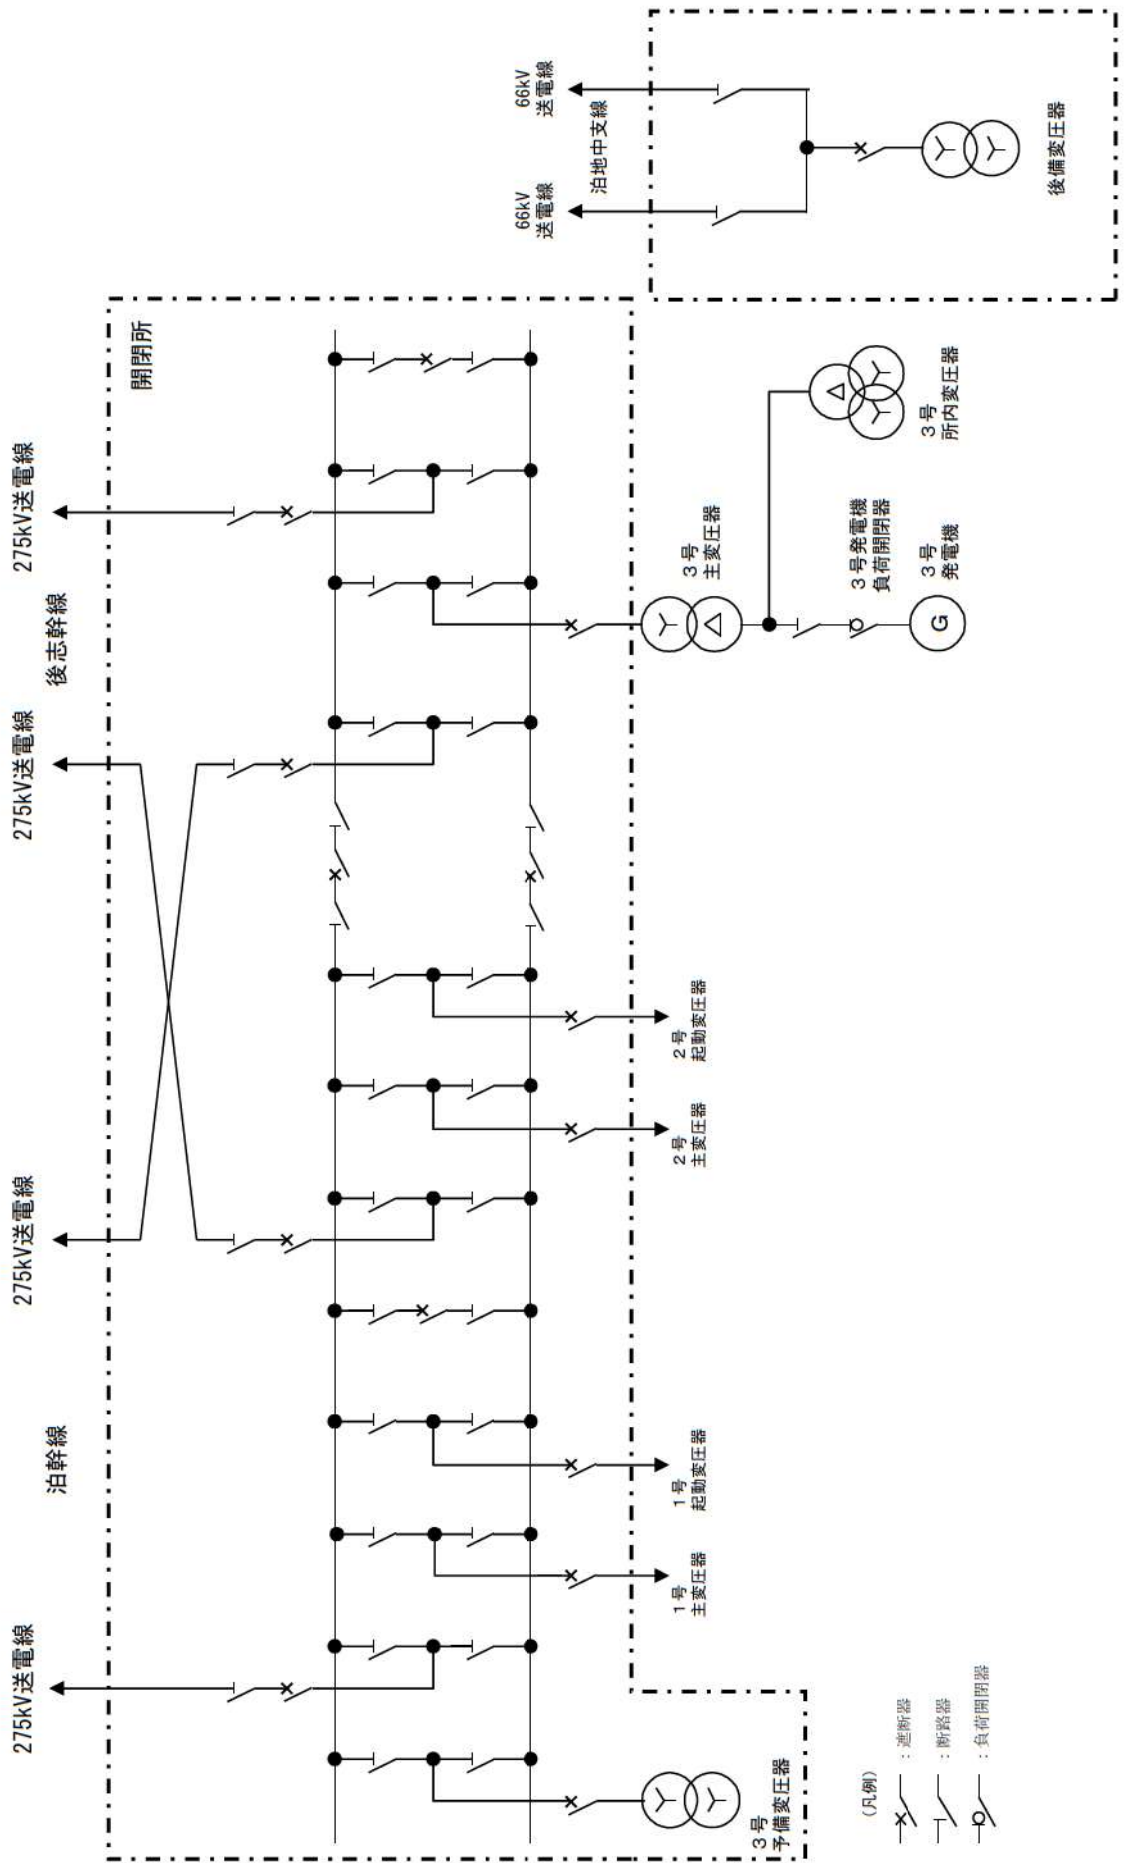 275kV送電線
泊幹線
275kV送電線
275kV送電線
後志幹線
275kV送電線
開閉所
66kV
送電線
泊地中支線
66kV
送電線
後備変圧器
3号
予備変圧器
1号
主変圧器
1号
起動変圧器
2号
主変圧器
2号
起動変圧器
3号
主変圧器
3号発電機
負荷開閉器
3号
発電機
G
3号
所内変圧器
(凡例)
：遮断器
：断路器
：負荷開閉器